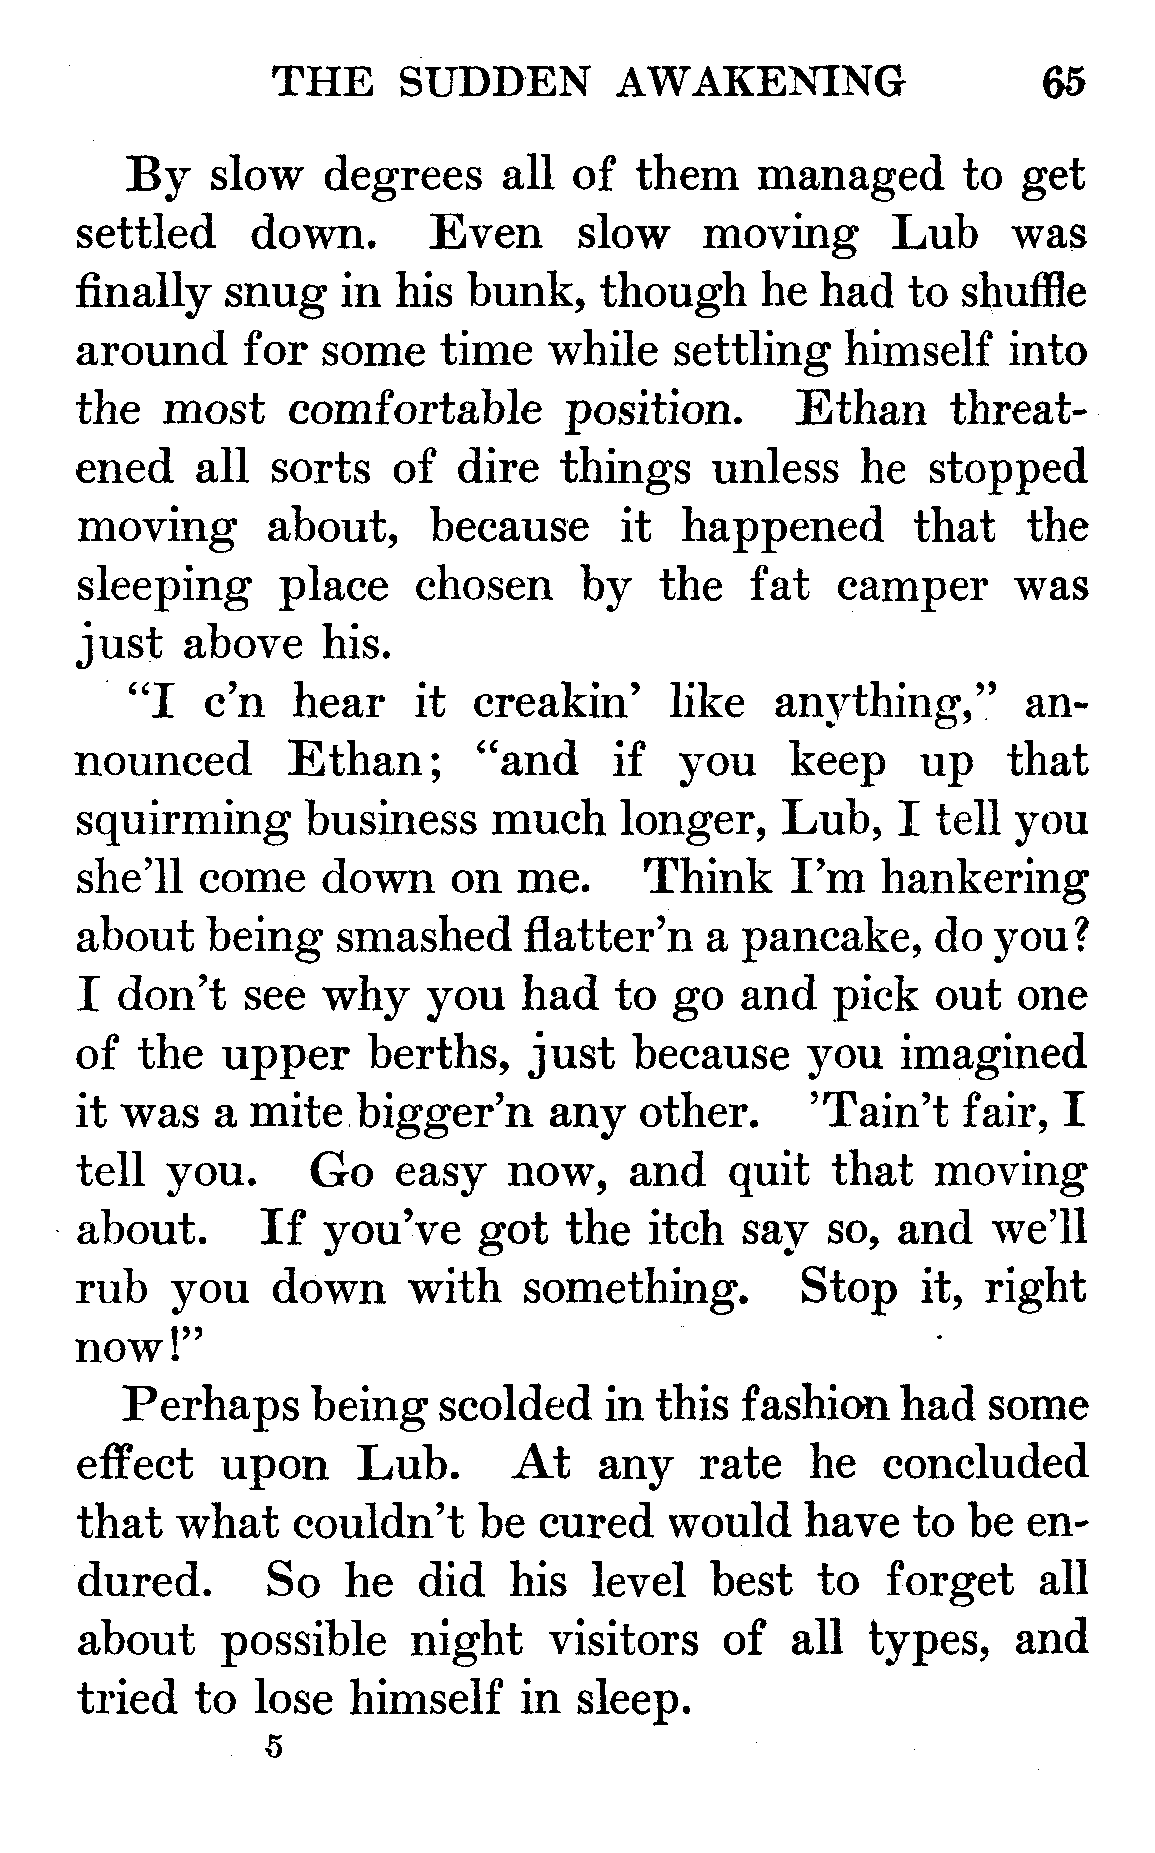 THE SUDDEN AWAKENING 65
By slow degrees all of them managed to get
settled down. Even slow moving Lub was
finally snug in his bunk, though he had to shuffle
around for some time while settling himself into
the most comfortable position. Ethan threat-
ened all sorts of dire things unless he stopped
moving about, because it happened that the
sleeping place chosen by the fat camper was
just above his.
“I c’n hear it creakin’ like anything,” an-
nounced Ethan; “and if you keep up that
squirming business much longer, Lub, I tell you
she’ll come down on me. Think I’m hankering
about being smashed flatter’n a pancake, do you?
I don’t see why you had to go and pick out one
of the upper berths, just because you imagined
it was a mite bigger’n any other. ’Tain’t fair, I
tell you. Go easy now, and quit that moving
about. If you’ve got the itch say so, and we’ll
rub you down with something. Stop it, right
now!”
Perhaps being scolded in this fashion had some
effect upon Lub. At any rate he concluded
that what couldn’t be cured would have to be en-
dured. So he did his level best to forget all
about possible night visitors of all types, and
tried to lose himself in sleep.
5